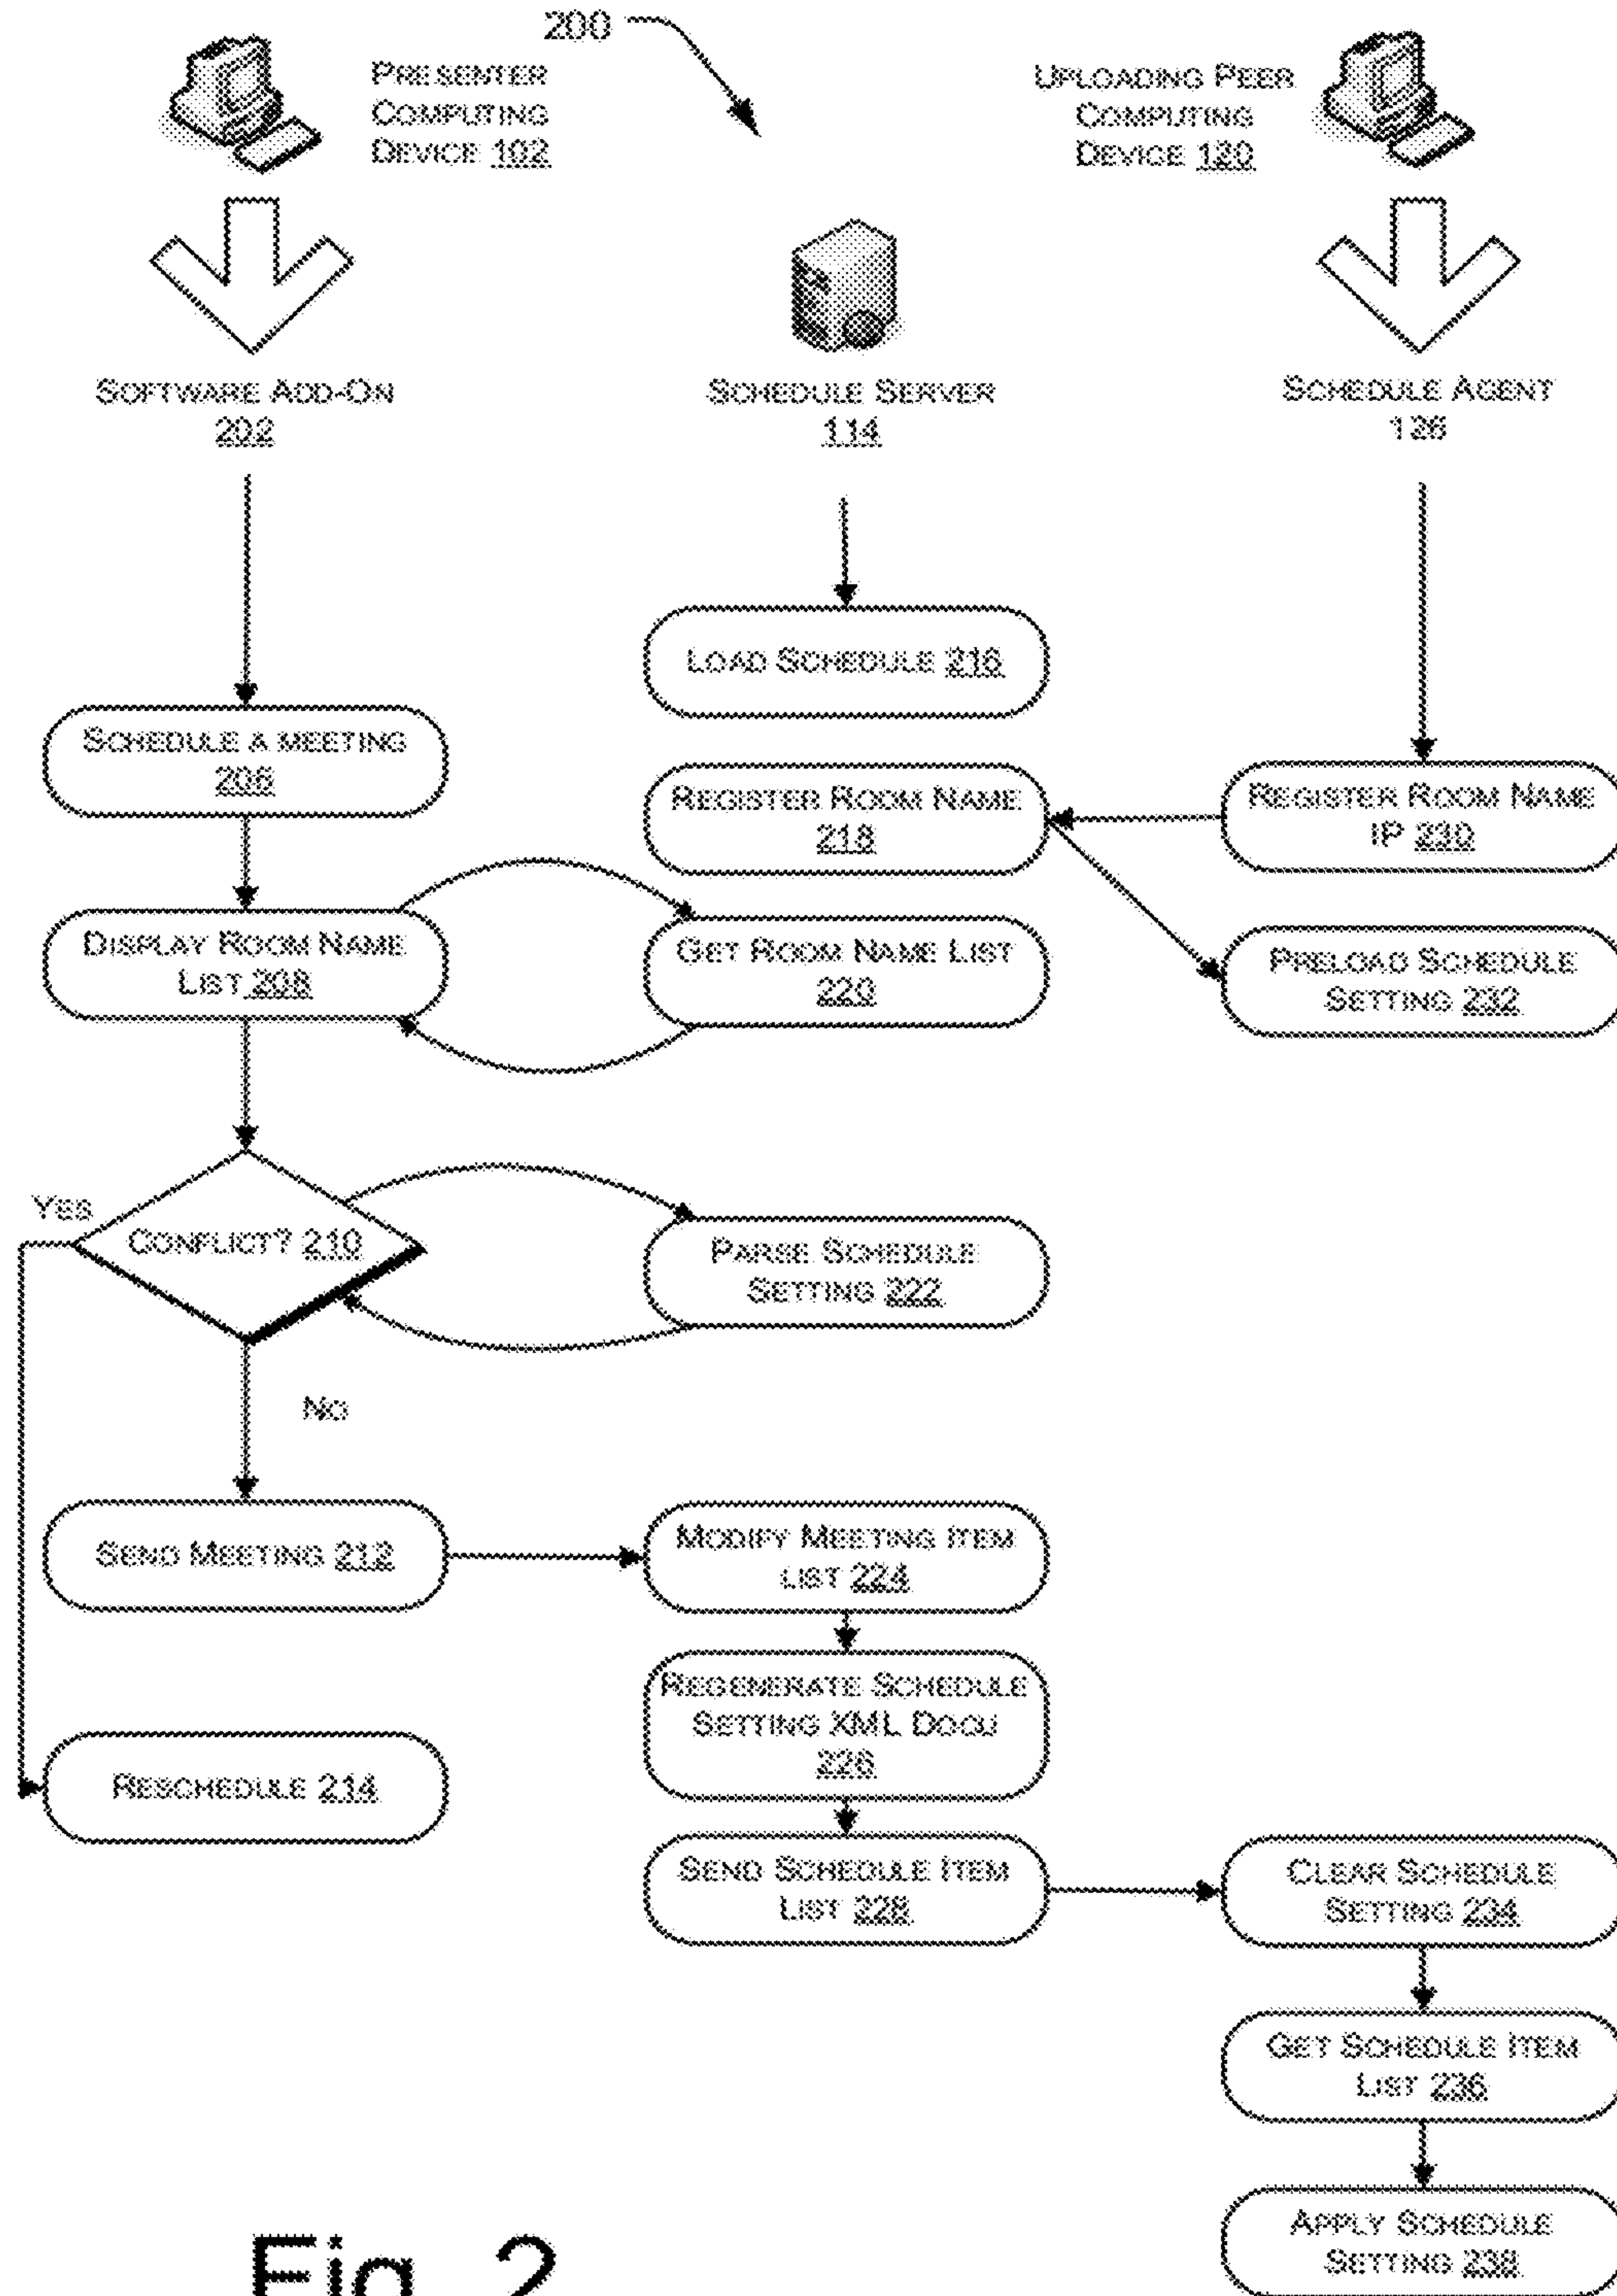 200
PRESENTER
COMPUTING
DEVICE 102
UPLOADING PEER
COMPUTING
DEVICE 120
SOFTWARE ADD-ON
202
SCHEDULE SERVER
114
SCHEDULE AGENT
126
LOAD SCHEDULE 216
SCHEDULE A MEETING
206
REGISTER ROOM NAME
218
REGISTER ROOM NAME
IP 230
DISPLAY ROOM NAME
LIST 208
GET ROOM NAME LIST
220
PRELOAD SCHEDULE
SETTING 232
YES
CONFLICT? 210
PARSE SCHEDULE
SETTING 222
NO
SEND MEETING 212
MODIFY MEETING ITEM
LIST 224
REGENERATE SCHEDULE
SETTING XML DOCU
226
RESCHEDULE 214
SEND SCHEDULE ITEM
LIST 228
CLEAR SCHEDULE
SETTING 234
GET SCHEDULE ITEM
LIST 236
APPLY SCHEDULE
SETTING 238
Fig. 2